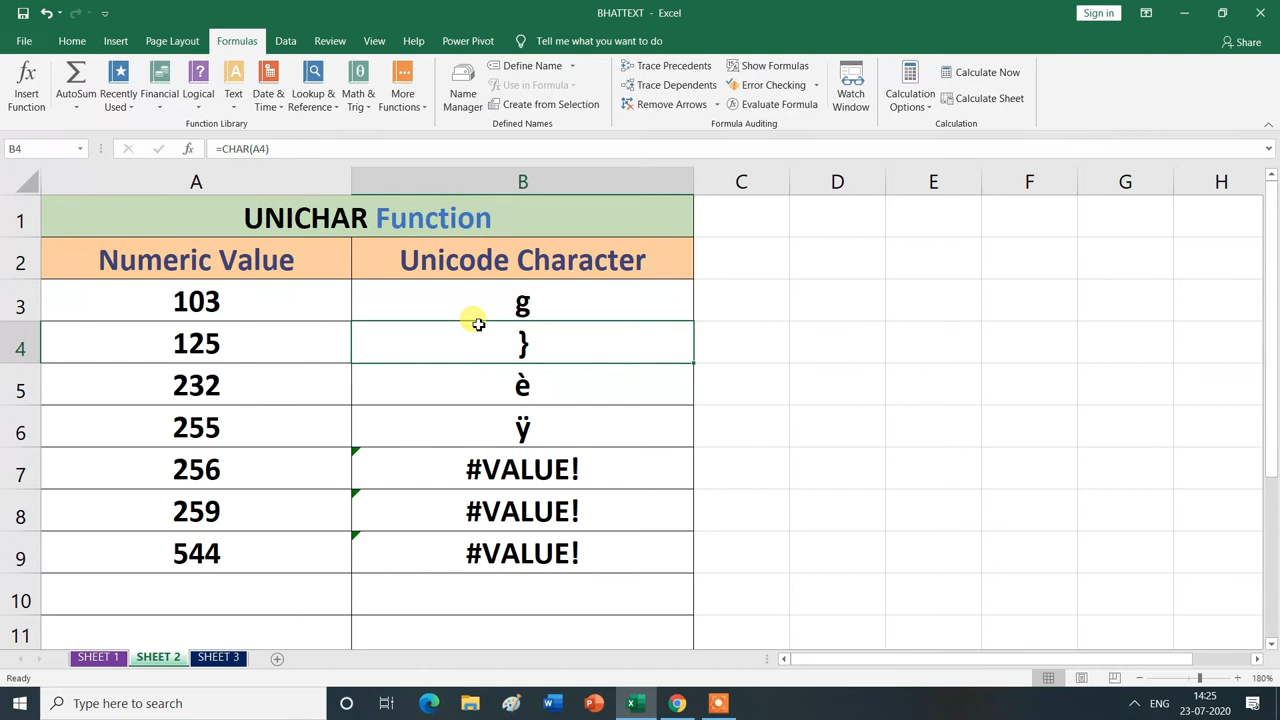 BHATTEXT - Excel
Sign in
File Home Insert Page Layout Formulas Data Review View Help Power Pivot Tell me what you want to do Share
Insert Function
AutoSum
Recently Used
Financial
Logical
Text
Date & Time
Lookup & Reference
Math & Trig
More Functions
Function Library
Name Manager
Define Name
Use in Formula
Create from Selection
Defined Names
Trace Precedents
Trace Dependents
Remove Arrows
Show Formulas
Error Checking
Evaluate Formula
Formula Auditing
Watch Window
Calculation Options
Calculate Now
Calculate Sheet
Calculation
B4 fx =CHAR(A4)
A B C D E F G H
1 UNICHAR Function
2 Numeric Value Unicode Character
3 103 g
4 125 }
5 232 è
6 255 ÿ
7 256 #VALUE!
8 259 #VALUE!
9 544 #VALUE!
10
11
SHEET 1 SHEET 2 SHEET 3
Ready 180%
Type here to search
ENG
14:25
23-07-2020